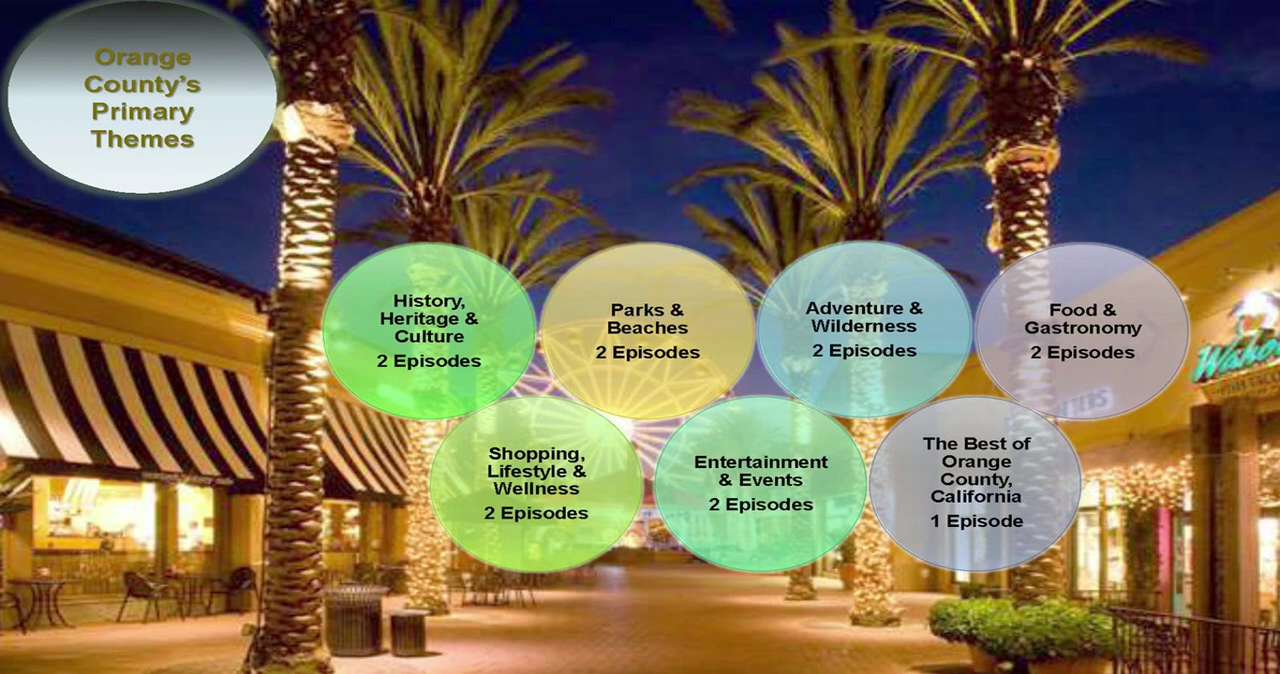 Orange
County’s
Primary
Themes
History,
Heritage &
Culture
2 Episodes
Parks &
Beaches
2 Episodes
Adventure &
Wilderness
2 Episodes
Food &
Gastronomy
2 Episodes
Shopping,
Lifestyle &
Wellness
2 Episodes
Entertainment
& Events
2 Episodes
The Best of
Orange
County,
California
1 Episode